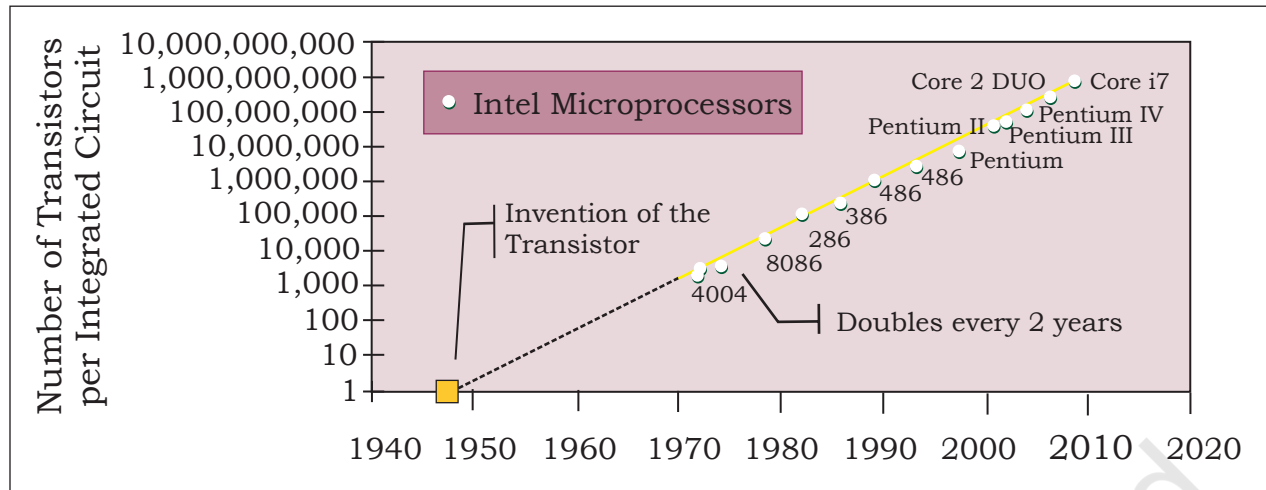 Number of Transistors
per Integrated Circuit
10,000,000,000
1,000,000,000
100,000,000
10,000,000
1,000,000
100,000
10,000
1,000
100
10
1
Intel Microprocessors
Core 2 DUO
Core i7
Pentium IV
Pentium II
Pentium III
Pentium
486
486
386
286
8086
4004
Invention of the
Transistor
Doubles every 2 years
1940 1950 1960 1970 1980 1990 2000 2010 2020
d